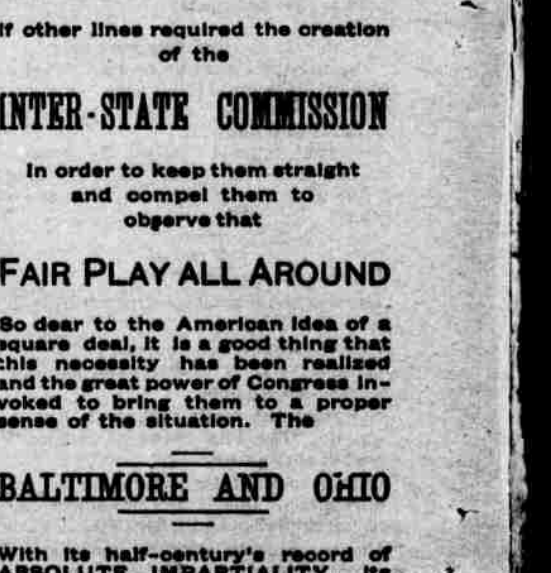 If other lines required the creation
of the
INTER-STATE COMMISSION
In order to keep them straight
and compel them to
observe that
FAIR PLAY ALL AROUND
So dear to the American idea of a
square deal, it is a good thing that
this necessity has been realized
and the great power of Congress in-
voked to bring them to a proper
sense of the situation. The
BALTIMORE AND OHIO
With its half-century's record of
ABSOLUTE IMPARTIALITY, its